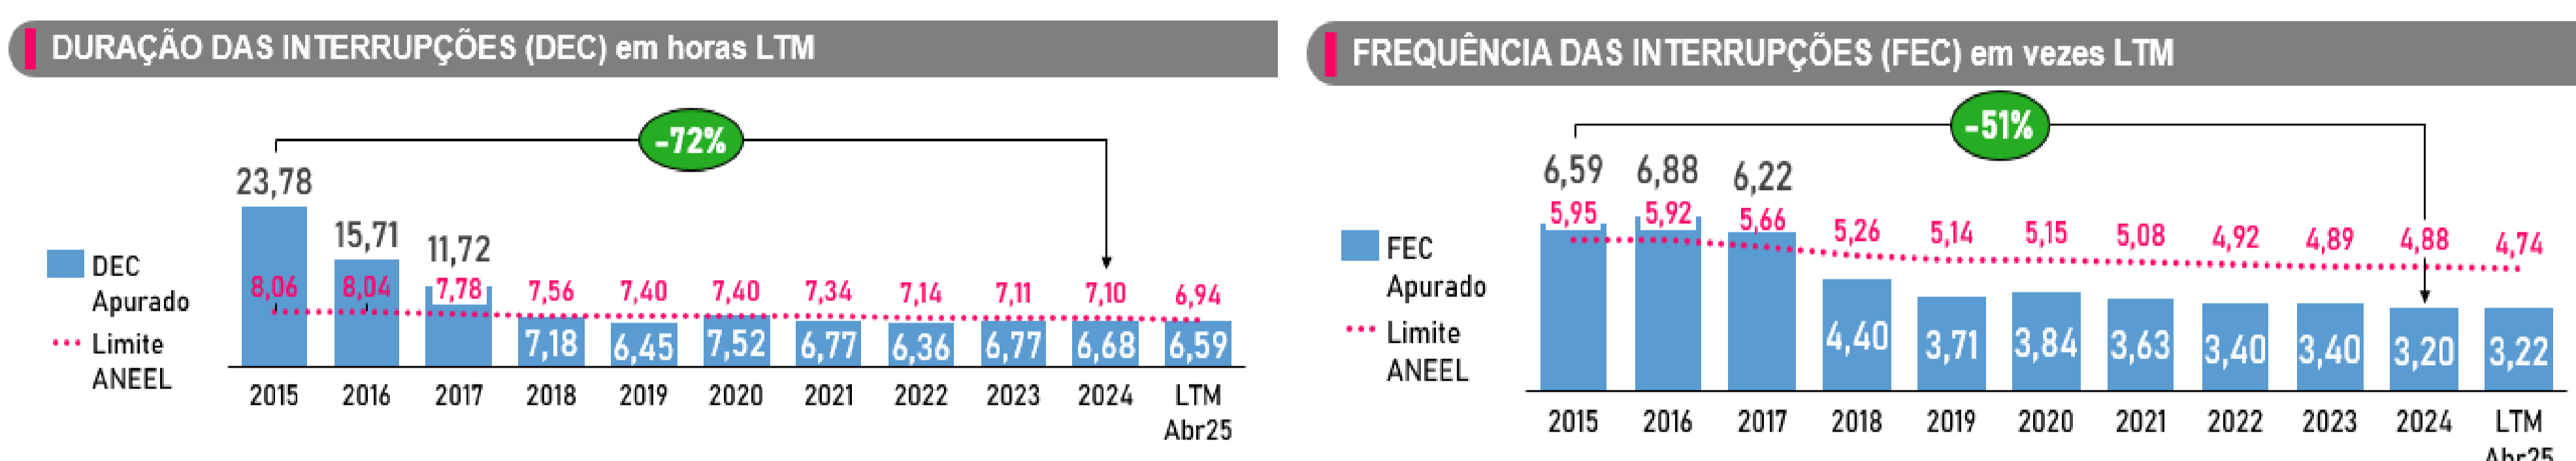 DURAÇÃO DAS INTERRUPÇÕES (DEC) em horas LTM
-72%
23,78
15,71
11,72
8,06 8,04 7,78 7,56 7,40 7,40 7,34 7,14 7,11 7,10 6,94
7,18 6,45 7,52 6,77 6,36 6,77 6,68 6,59
DEC
Apurado
Limite
ANEEL
2015 2016 2017 2018 2019 2020 2021 2022 2023 2024 LTM
Abr25
FREQUÊNCIA DAS INTERRUPÇÕES (FEC) em vezes LTM
-51%
6,59 6,88 6,22
5,95 5,92 5,66 5,26 5,14 5,15 5,08 4,92 4,89 4,88 4,74
4,40 3,71 3,84 3,63 3,40 3,40 3,20 3,22
FEC
Apurado
Limite
ANEEL
2015 2016 2017 2018 2019 2020 2021 2022 2023 2024 LTM
Abr25